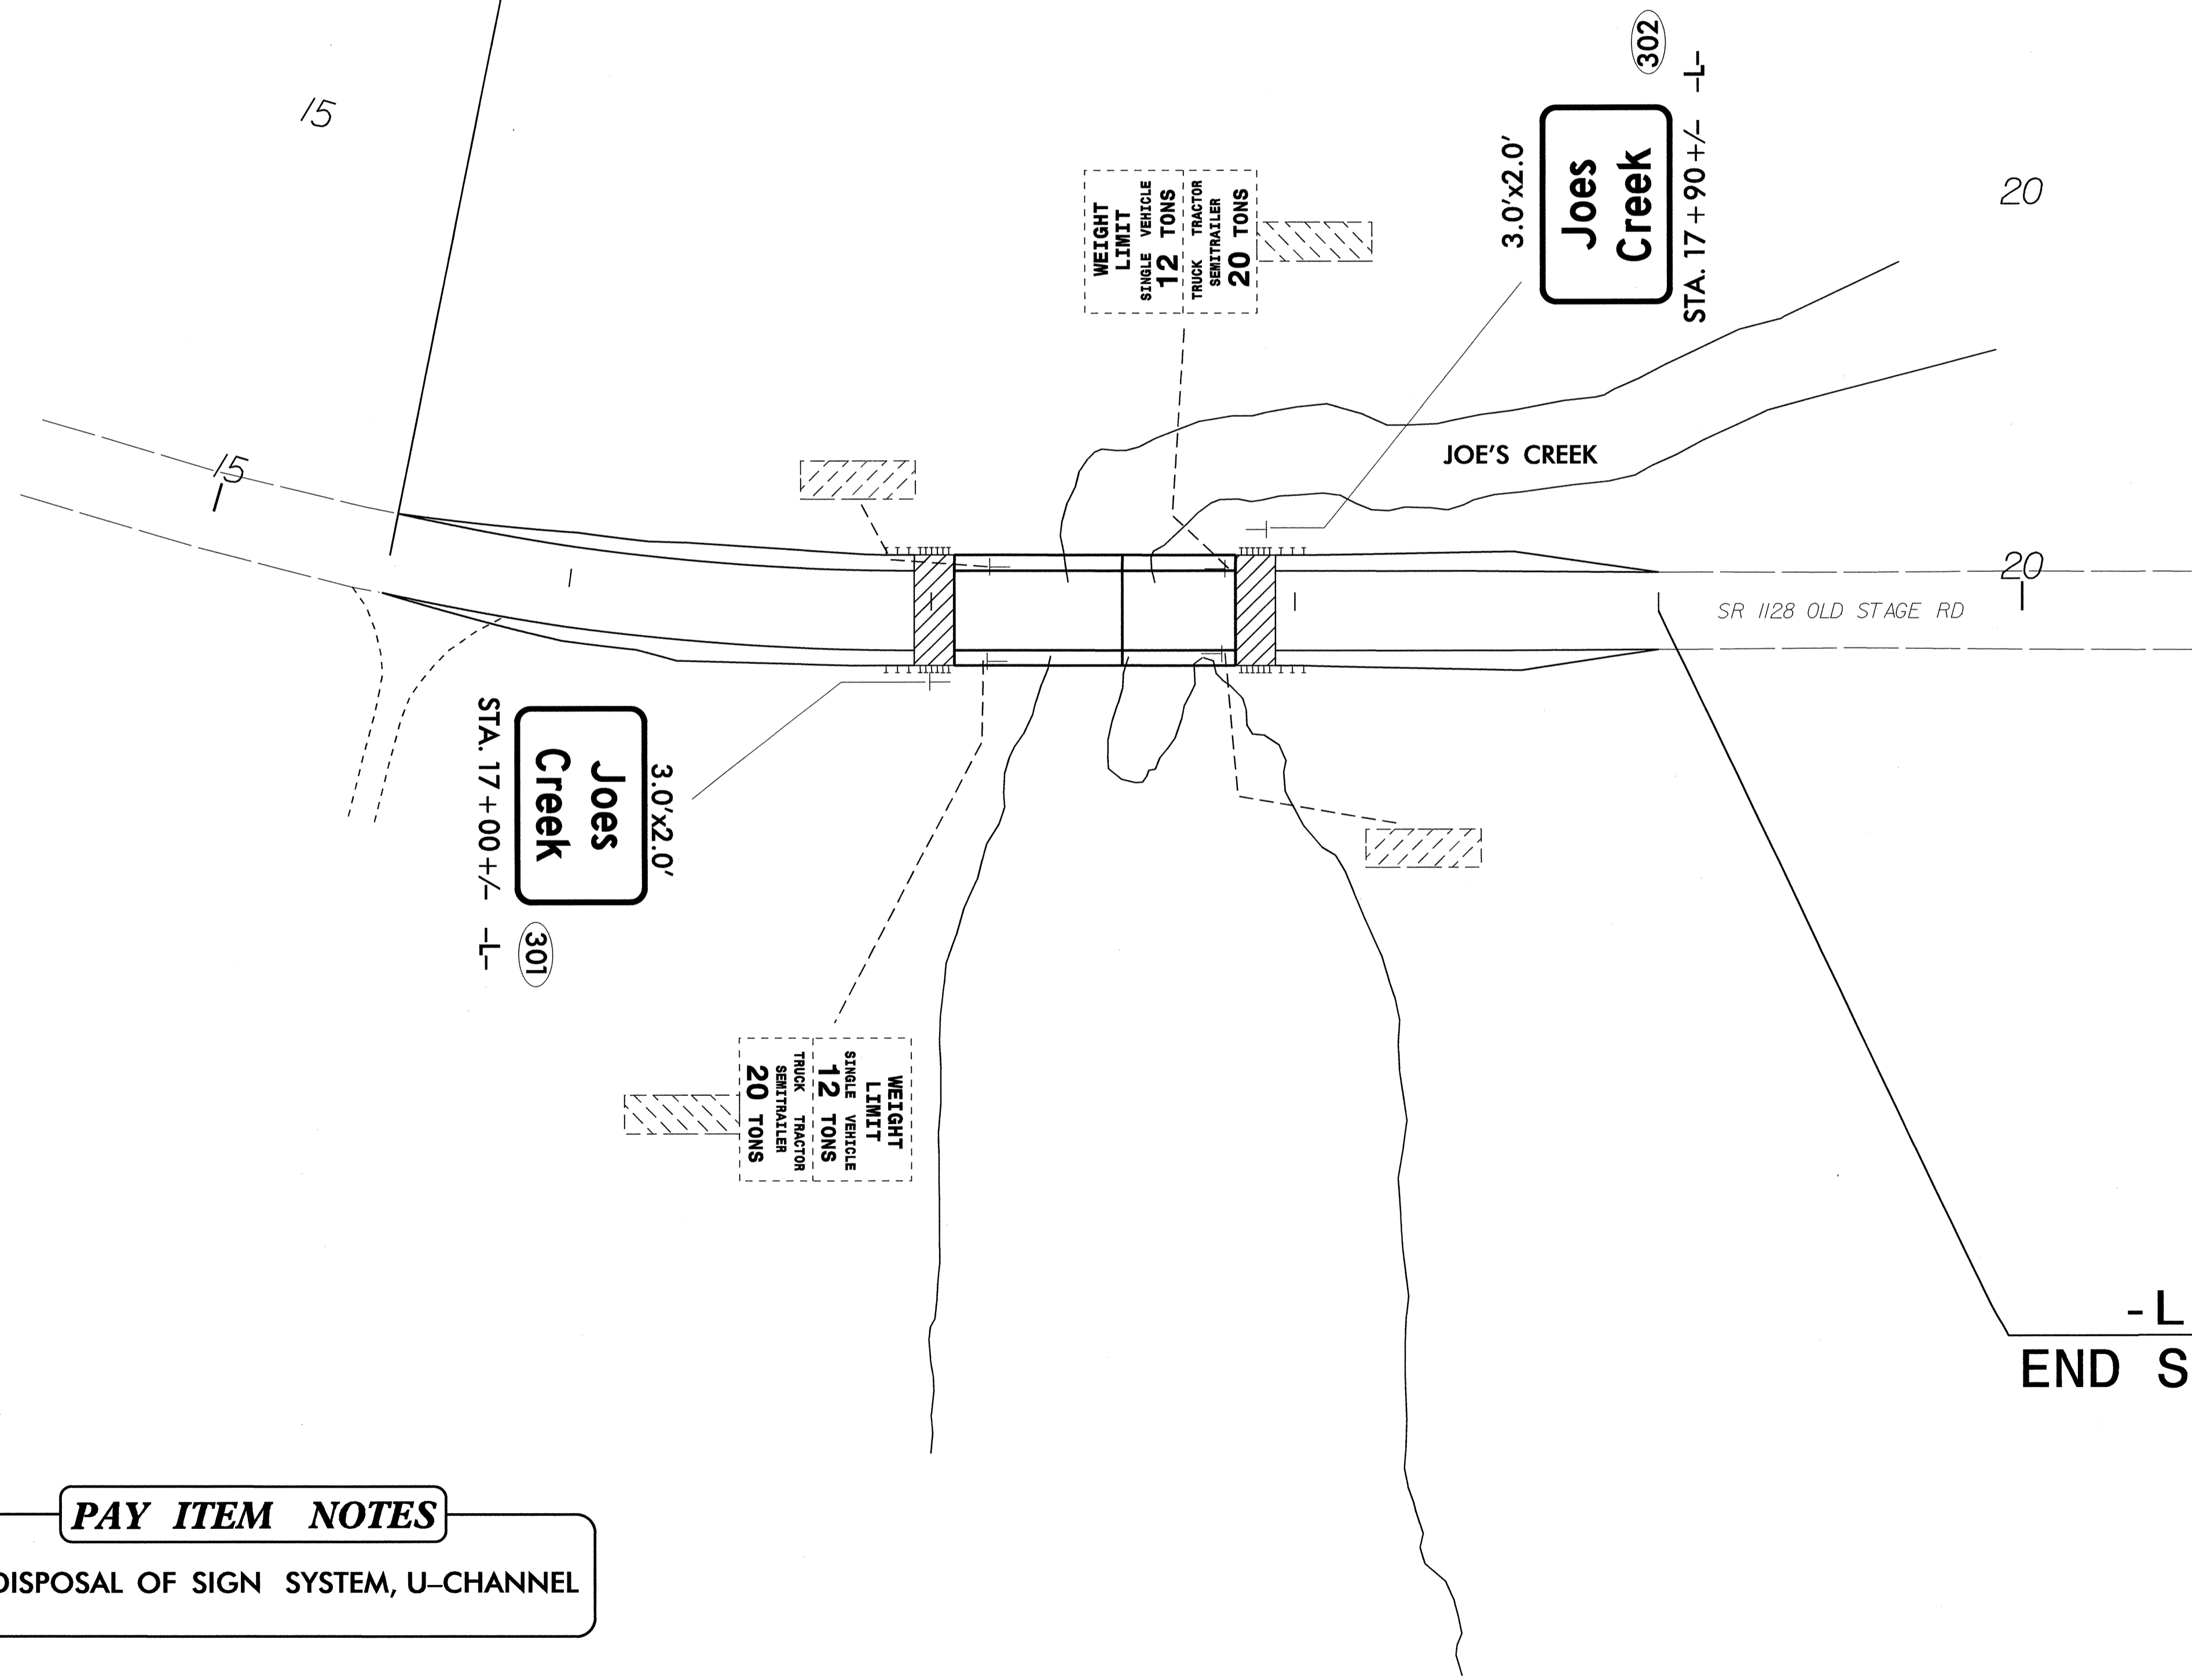 15
302
Joes
Creek
3.0'x2.0'
STA. 17+90+/- -L-
20
WEIGHT
LIMIT
SINGLE VEHICLE
12 TONS
TRUCK TRACTOR
SEMITRAILER
20 TONS
JOE'S CREEK
15
20
SR 1128 OLD STAGE RD
3.0'x2.0'
Joes
Creek
STA. 17+00+/- -L-
301
WEIGHT
LIMIT
SINGLE VEHICLE
12 TONS
TRUCK TRACTOR
SEMITRAILER
20 TONS
-L
END S
PAY ITEM NOTES
DISPOSAL OF SIGN SYSTEM, U-CHANNEL